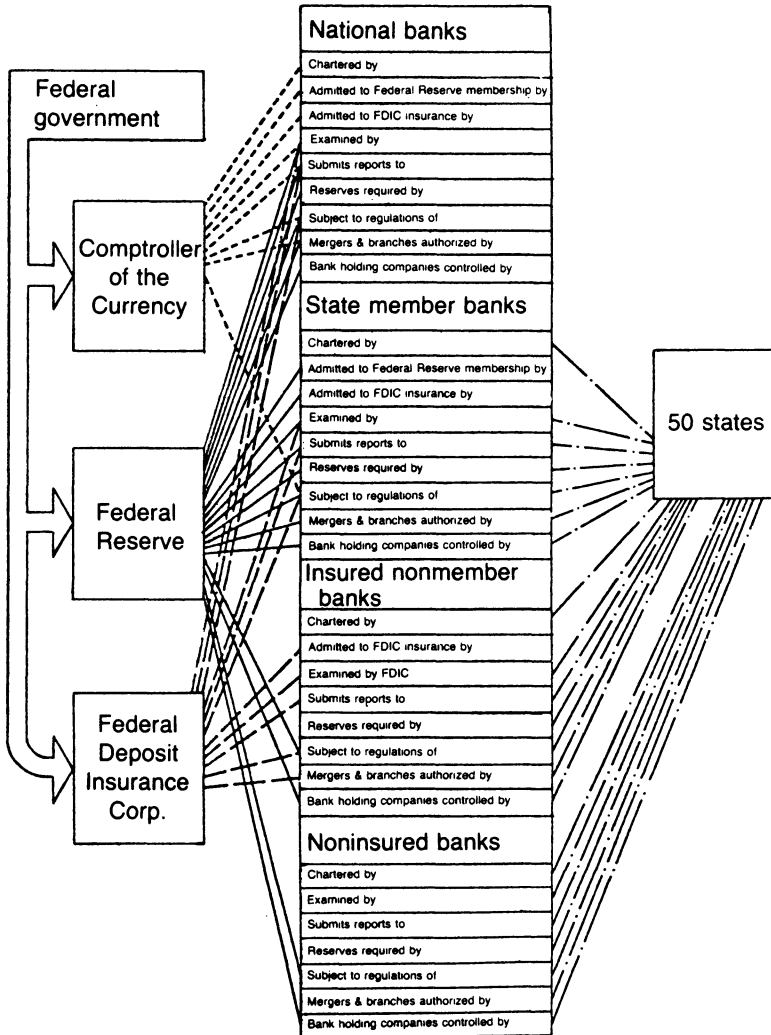 Federal
government
Comptroller
of the
Currency
Federal
Reserve
Federal
Deposit
Insurance
Corp.
National banks
Chartered by
Admitted to Federal Reserve membership by
Admitted to FDIC insurance by
Examined by
Submits reports to
Reserves required by
Subject to regulations of
Mergers & branches authorized by
Bank holding companies controlled by
State member banks
Chartered by
Admitted to Federal Reserve membership by
Admitted to FDIC insurance by
Examined by
Submits reports to
Reserves required by
Subject to regulations of
Mergers & branches authorized by
Bank holding companies controlled by
Insured nonmember
banks
Chartered by
Admitted to FDIC insurance by
Examined by FDIC
Submits reports to
Reserves required by
Subject to regulations of
Mergers & branches authorized by
Bank holding companies controlled by
Noninsured banks
Chartered by
Examined by
Submits reports to
Reserves required by
Subject to regulations of
Mergers & branches authorized by
Bank holding companies controlled by
50 states